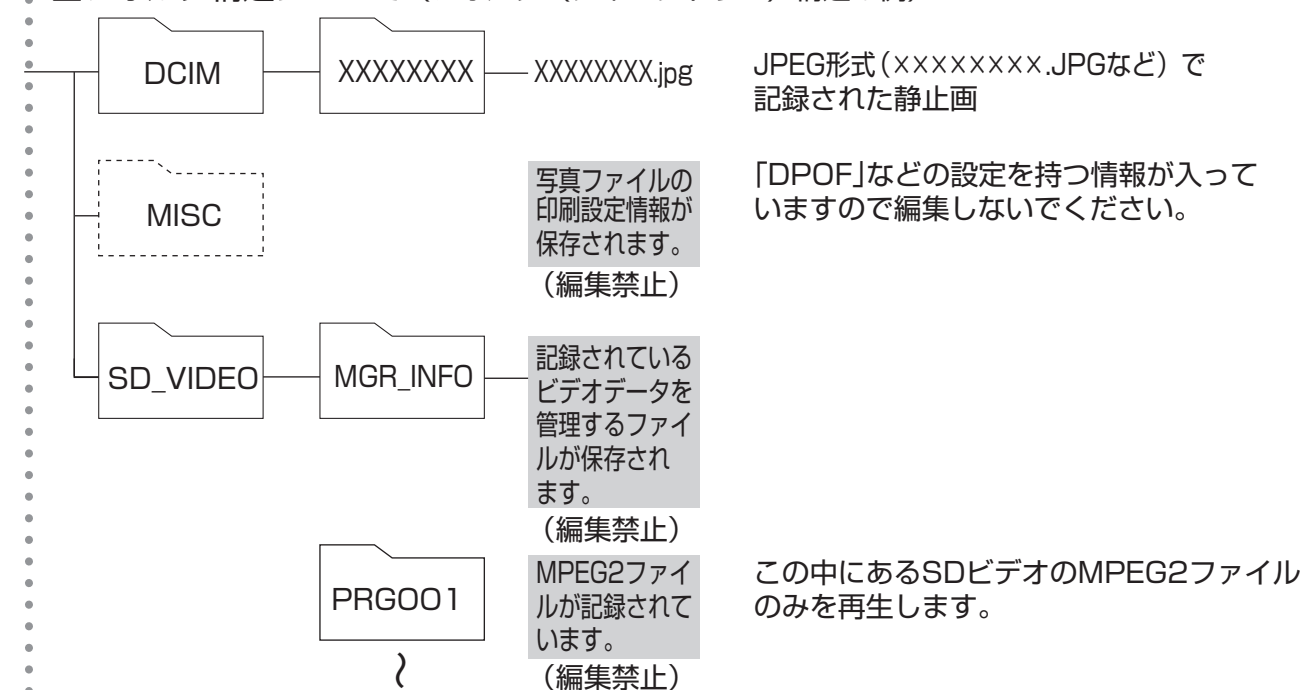 DCIM
XXXXXXXX
XXXXXXXX.jpg
JPEG形式(××××××××.JPGなど)で
記録された静止画
MISC
写真ファイルの
印刷設定情報が
保存されます。
(編集禁止)
「DPOF」などの設定を持つ情報が入って
いますので編集しないでください。
SD_VIDEO
MGR_INFO
記録されている
ビデオデータを
管理するファイ
ルが保存され
ます。
(編集禁止)
PRG001
〜
MPEG2ファイ
ルが記録されて
います。
(編集禁止)
この中にあるSDビデオのMPEG2ファイル
のみを再生します。